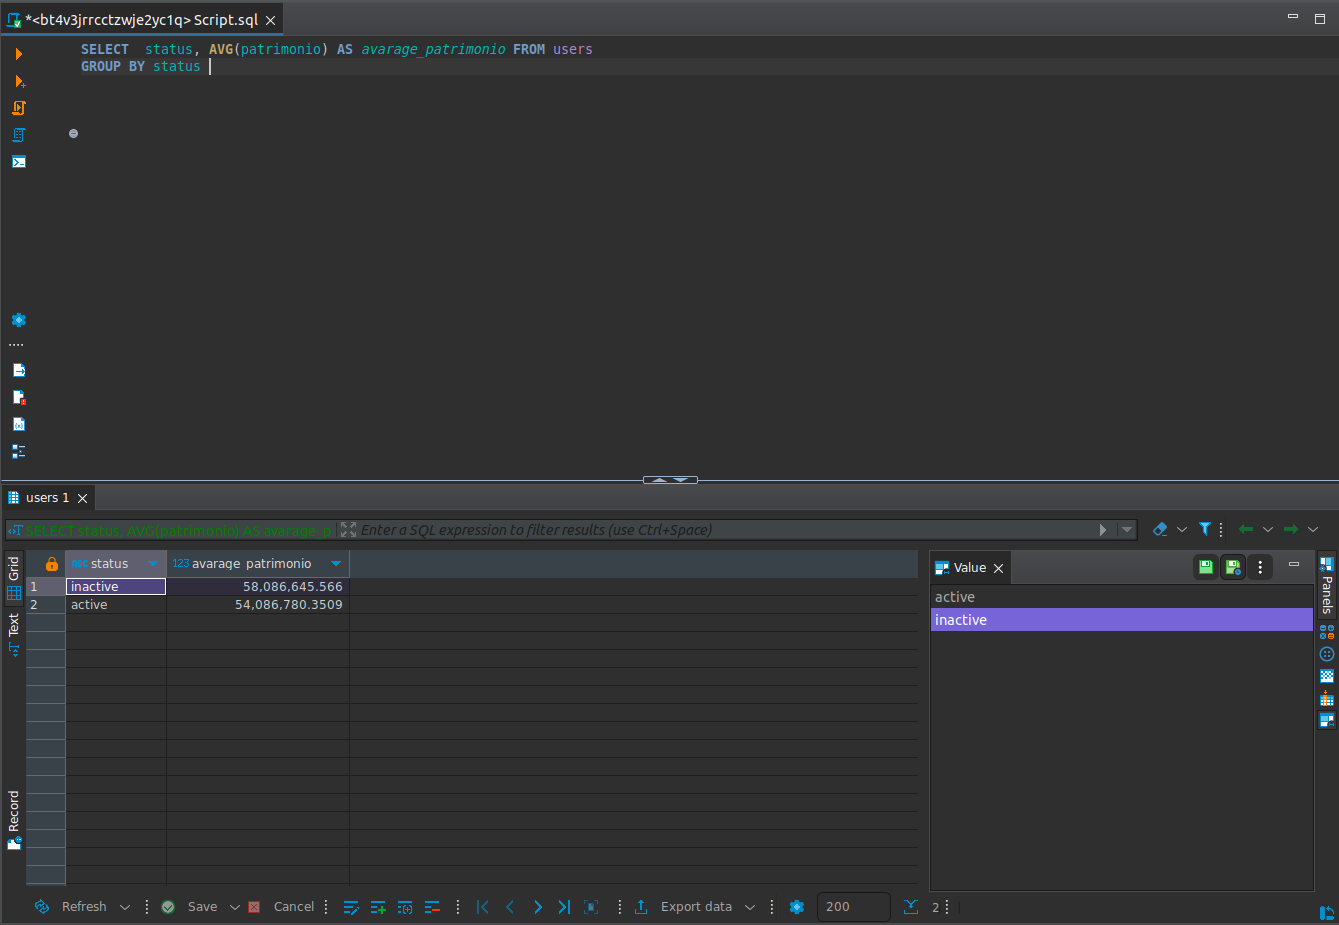 *<bt4v3jrrcctzwje2yc1q> Script.sql
SELECT  status, AVG(patrimonio) AS avarage_patrimonio FROM users
GROUP BY status
users 1
SELECT status, AVG(patrimonio) AS avarage_p
Enter a SQL expression to filter results (use Ctrl+Space)
Grid
Text
Record
ABC status
123 avarage_patrimonio
1 inactive 58,086,645.566
2 active 54,086,780.3509
Value
active
inactive
Panels
Refresh
Save
Cancel
Export data
200
2